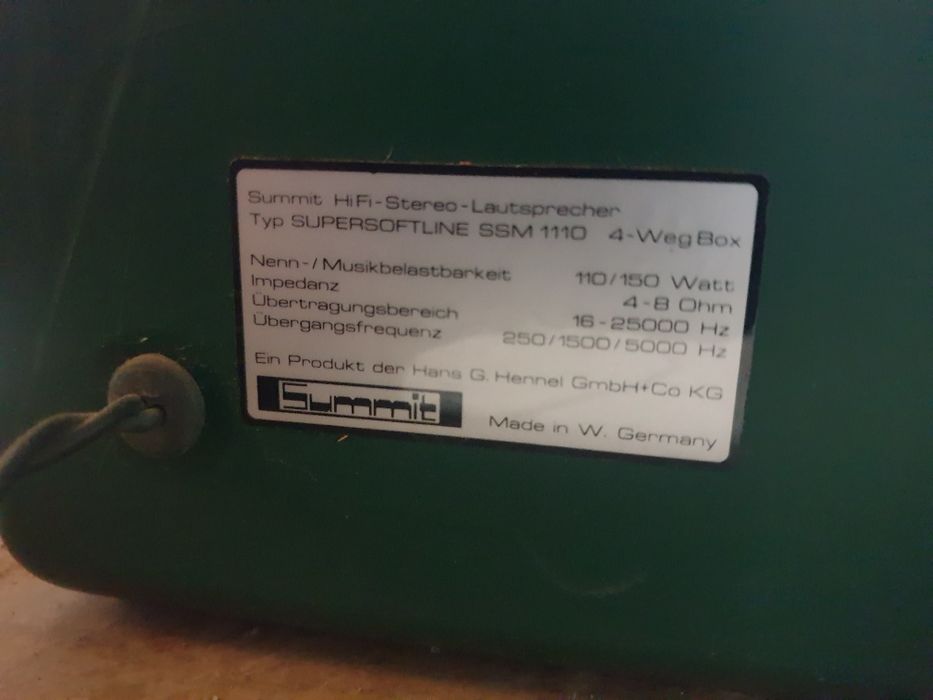 Summit HiFi-Stereo-Lautsprecher
Typ SUPERSOFTLINE SSM 1110 4-Weg Box
Nenn-/Musikbelastbarkeit 110/150 Watt
Impedanz 4-8 Ohm
Übertragungsbereich 16-25000 Hz
Übergangsfrequenz 250/1500/5000 Hz
Ein Produkt der Hans G. Hennel GmbH+Co KG
Summit Made in W. Germany